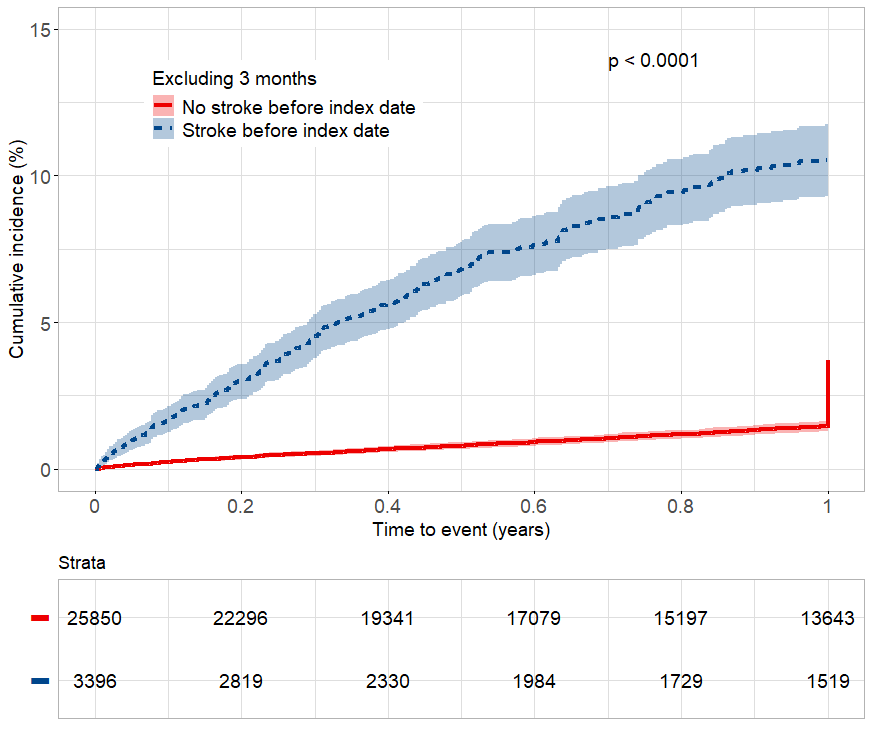 15
p < 0.0001
Excluding 3 months
No stroke before index date
Stroke before index date
10
5
0
Cumulative incidence (%)
0 0.2 0.4 0.6 0.8 1
Time to event (years)
Strata
25850 22296 19341 17079 15197 13643
3396 2819 2330 1984 1729 1519